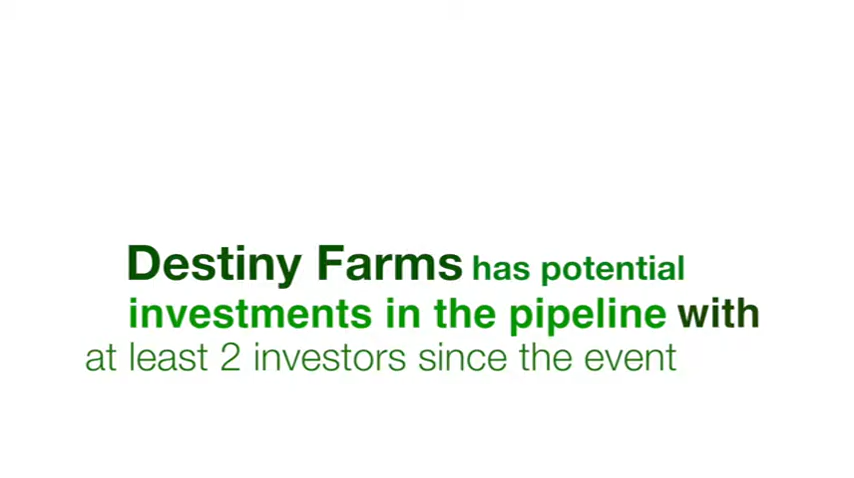 Destiny Farms has potential
investments in the pipeline with
at least 2 investors since the event